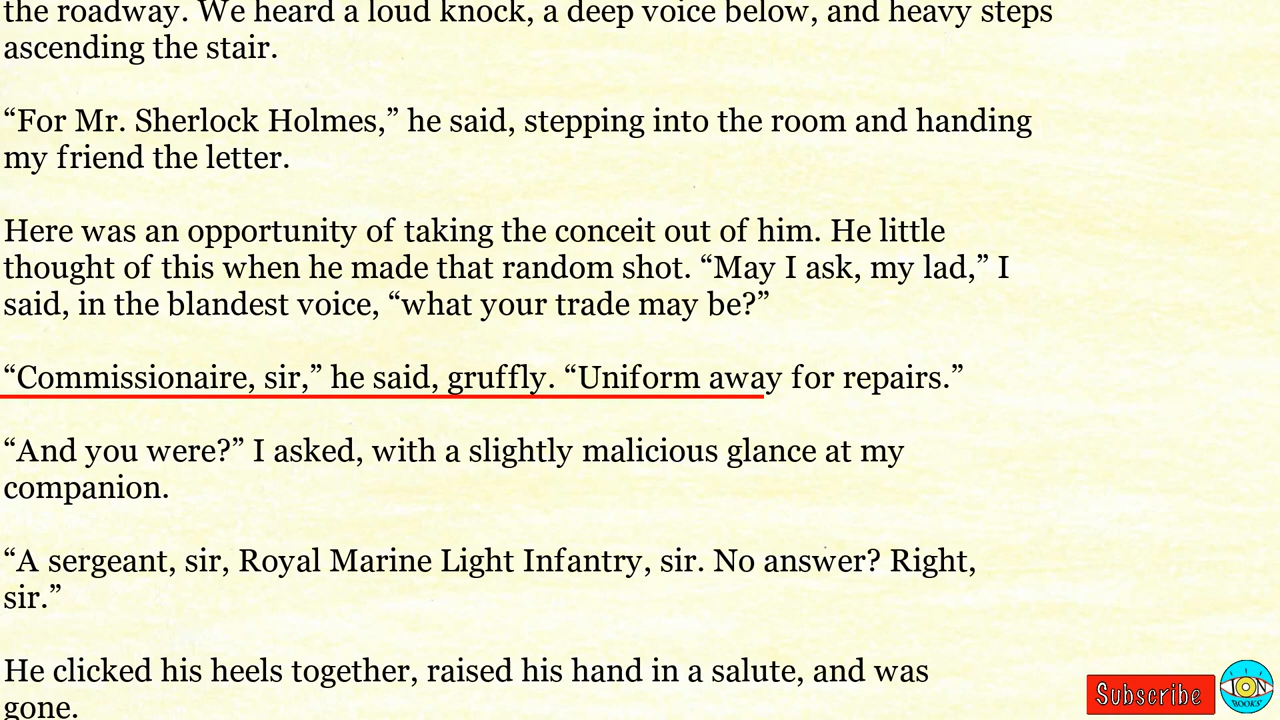 the roadway. We heard a loud knock, a deep voice below, and heavy steps
ascending the stair.
“For Mr. Sherlock Holmes,” he said, stepping into the room and handing
my friend the letter.
Here was an opportunity of taking the conceit out of him. He little
thought of this when he made that random shot. “May I ask, my lad,” I
said, in the blandest voice, “what your trade may be?”
“Commissionaire, sir,” he said, gruffly. “Uniform away for repairs.”
“And you were?” I asked, with a slightly malicious glance at my
companion.
“A sergeant, sir, Royal Marine Light Infantry, sir. No answer? Right,
sir.”
He clicked his heels together, raised his hand in a salute, and was
gone.
Subscribe
ION
BOOKS